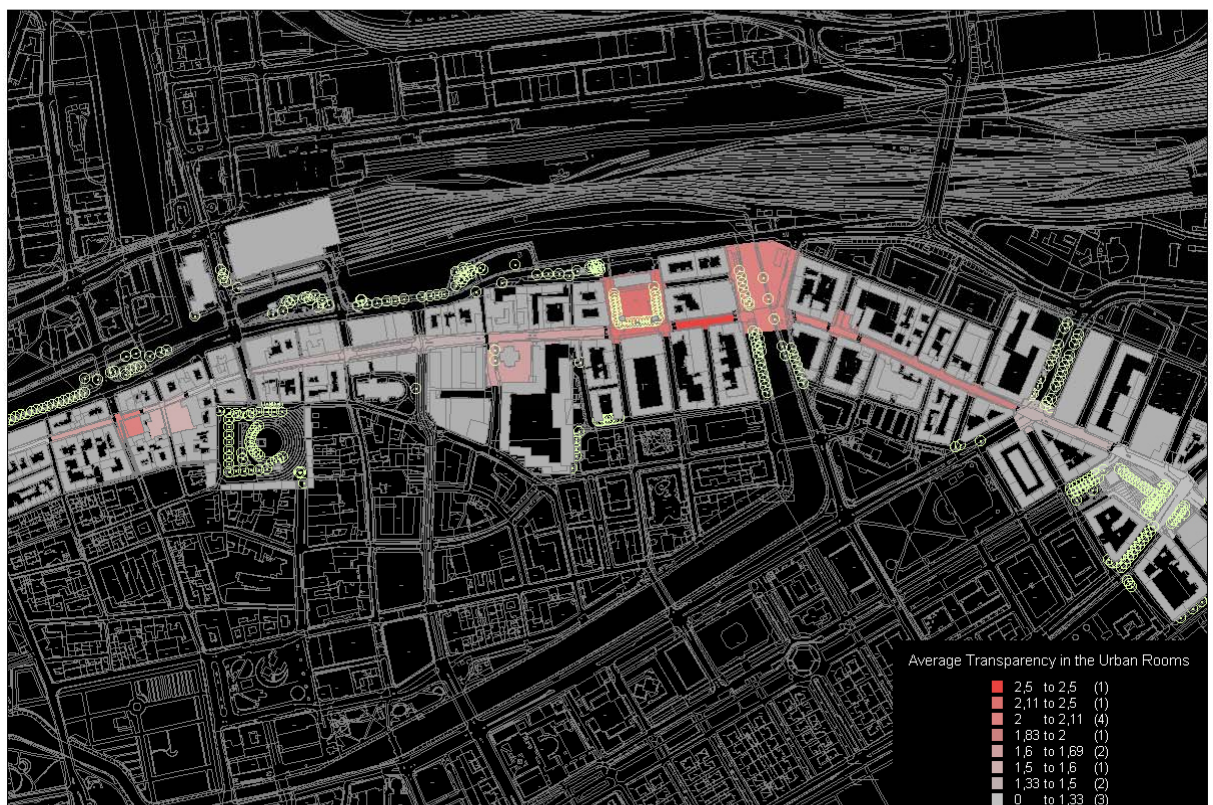 Average Transparency in the Urban Rooms
2,5 to 2,5 (1)
2,11 to 2,5 (1)
2 to 2,11 (4)
1,83 to 2 (1)
1,6 to 1,69 (2)
1,5 to 1,6 (1)
1,33 to 1,5 (2)
0 to 1,33 (3)